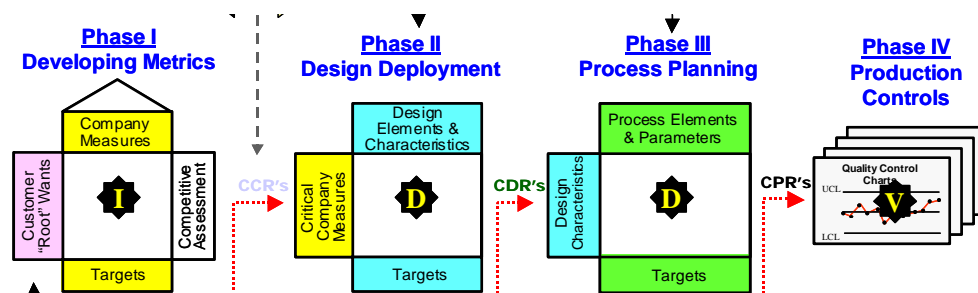 Phase I
Developing Metrics
Company
Measures
Customer
"Root" Wants
I
Competitive
Assessment
Targets
CCR's
Phase II
Design Deployment
Design
Elements &
Characteristics
Critical
Company
Measures
D
Targets
CDR's
Phase III
Process Planning
Process Elements
& Parameters
Design
Characteristics
D
Targets
CPR's
Phase IV
Production
Controls
Quality Control
Charts
UCL
V
LCL